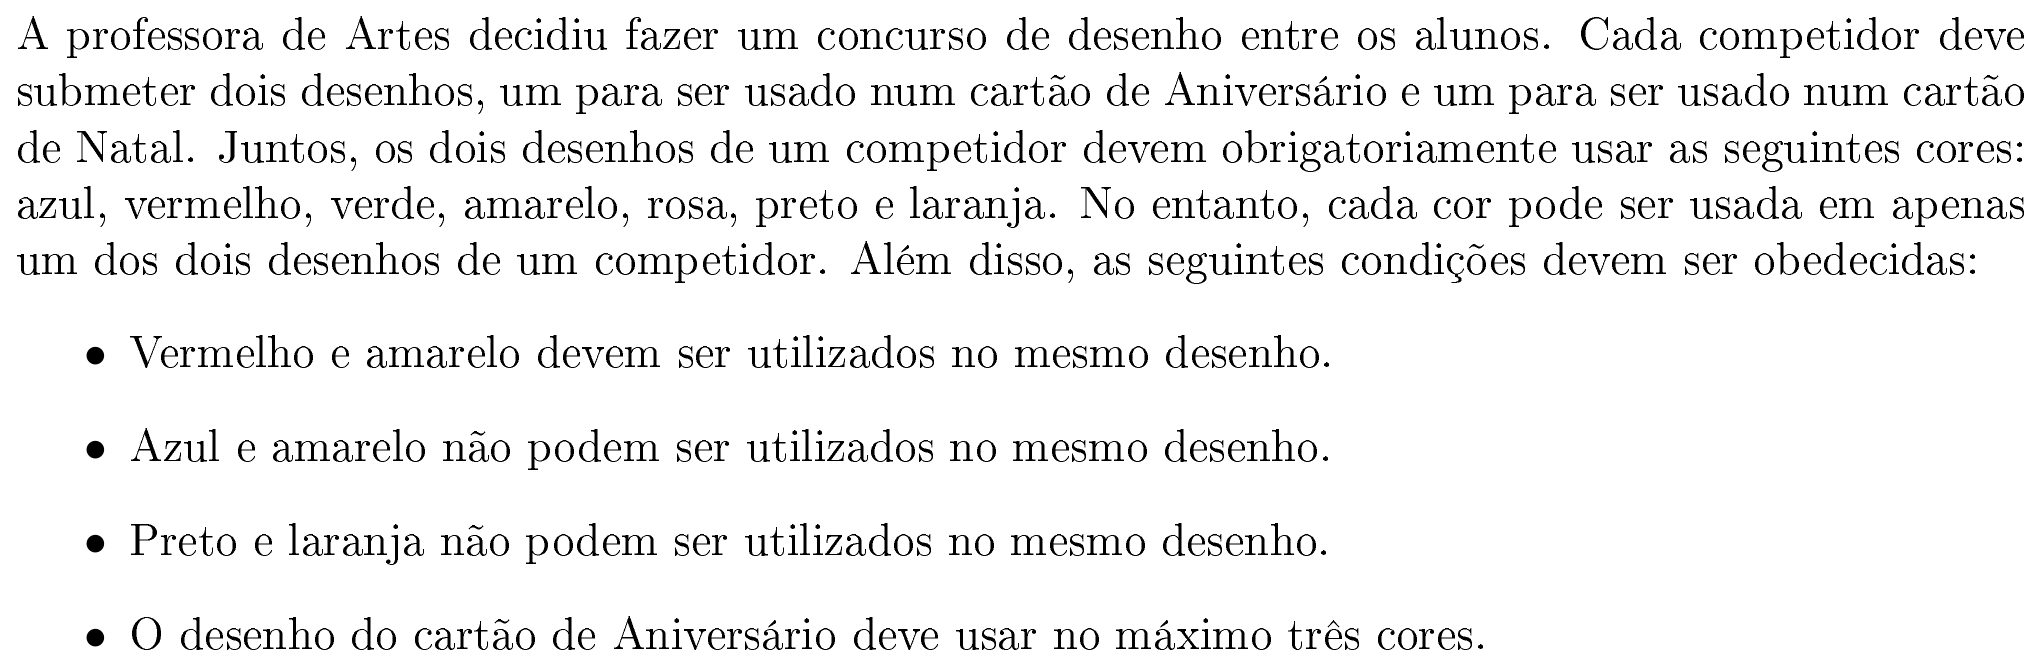 A professora de Artes decidiu fazer um concurso de desenho entre os alunos. Cada competidor deve
submeter dois desenhos, um para ser usado num cartão de Aniversário e um para ser usado num cartão
de Natal. Juntos, os dois desenhos de um competidor devem obrigatoriamente usar as seguintes cores:
azul, vermelho, verde, amarelo, rosa, preto e laranja. No entanto, cada cor pode ser usada em apenas
um dos dois desenhos de um competidor. Além disso, as seguintes condições devem ser obedecidas:
• Vermelho e amarelo devem ser utilizados no mesmo desenho.
• Azul e amarelo não podem ser utilizados no mesmo desenho.
• Preto e laranja não podem ser utilizados no mesmo desenho.
• O desenho do cartão de Aniversário deve usar no máximo três cores.